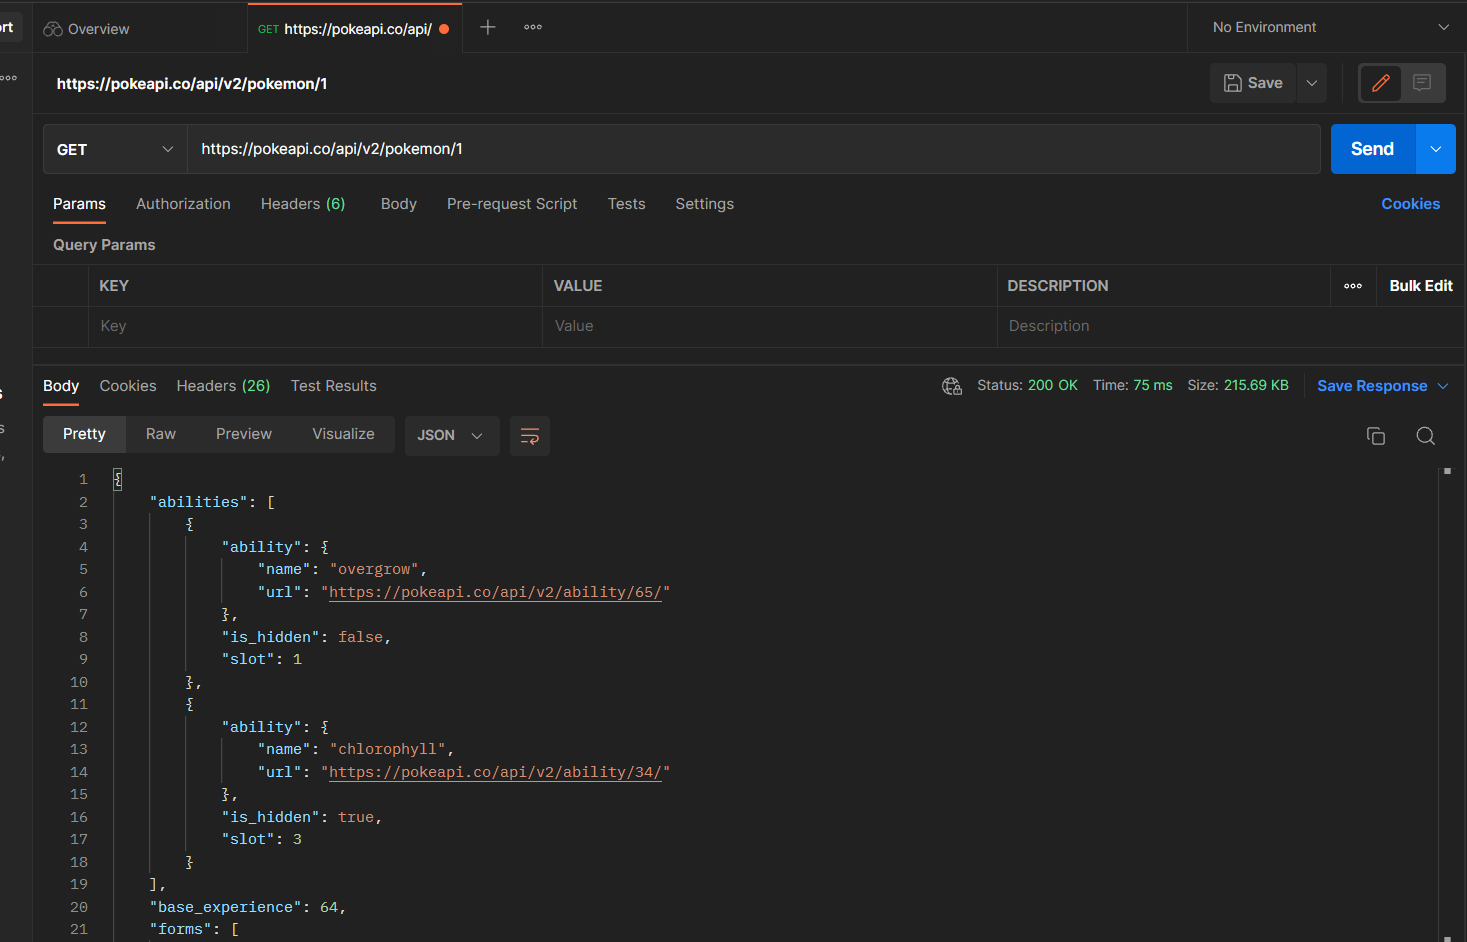 rt
Overview
GET https://pokeapi.co/api/
No Environment
https://pokeapi.co/api/v2/pokemon/1
Save
GET
https://pokeapi.co/api/v2/pokemon/1
Send
Params Authorization Headers (6) Body Pre-request Script Tests Settings Cookies
Query Params
KEY VALUE DESCRIPTION Bulk Edit
Key Value Description
Body Cookies Headers (26) Test Results Status: 200 OK Time: 75 ms Size: 215.69 KB Save Response
Pretty Raw Preview Visualize JSON
1 {
2 "abilities": [
3 {
4 "ability": {
5 "name": "overgrow",
6 "url": "https://pokeapi.co/api/v2/ability/65/"
7 },
8 "is_hidden": false,
9 "slot": 1
10 },
11 {
12 "ability": {
13 "name": "chlorophyll",
14 "url": "https://pokeapi.co/api/v2/ability/34/"
15 },
16 "is_hidden": true,
17 "slot": 3
18 }
19 ],
20 "base_experience": 64,
21 "forms": [